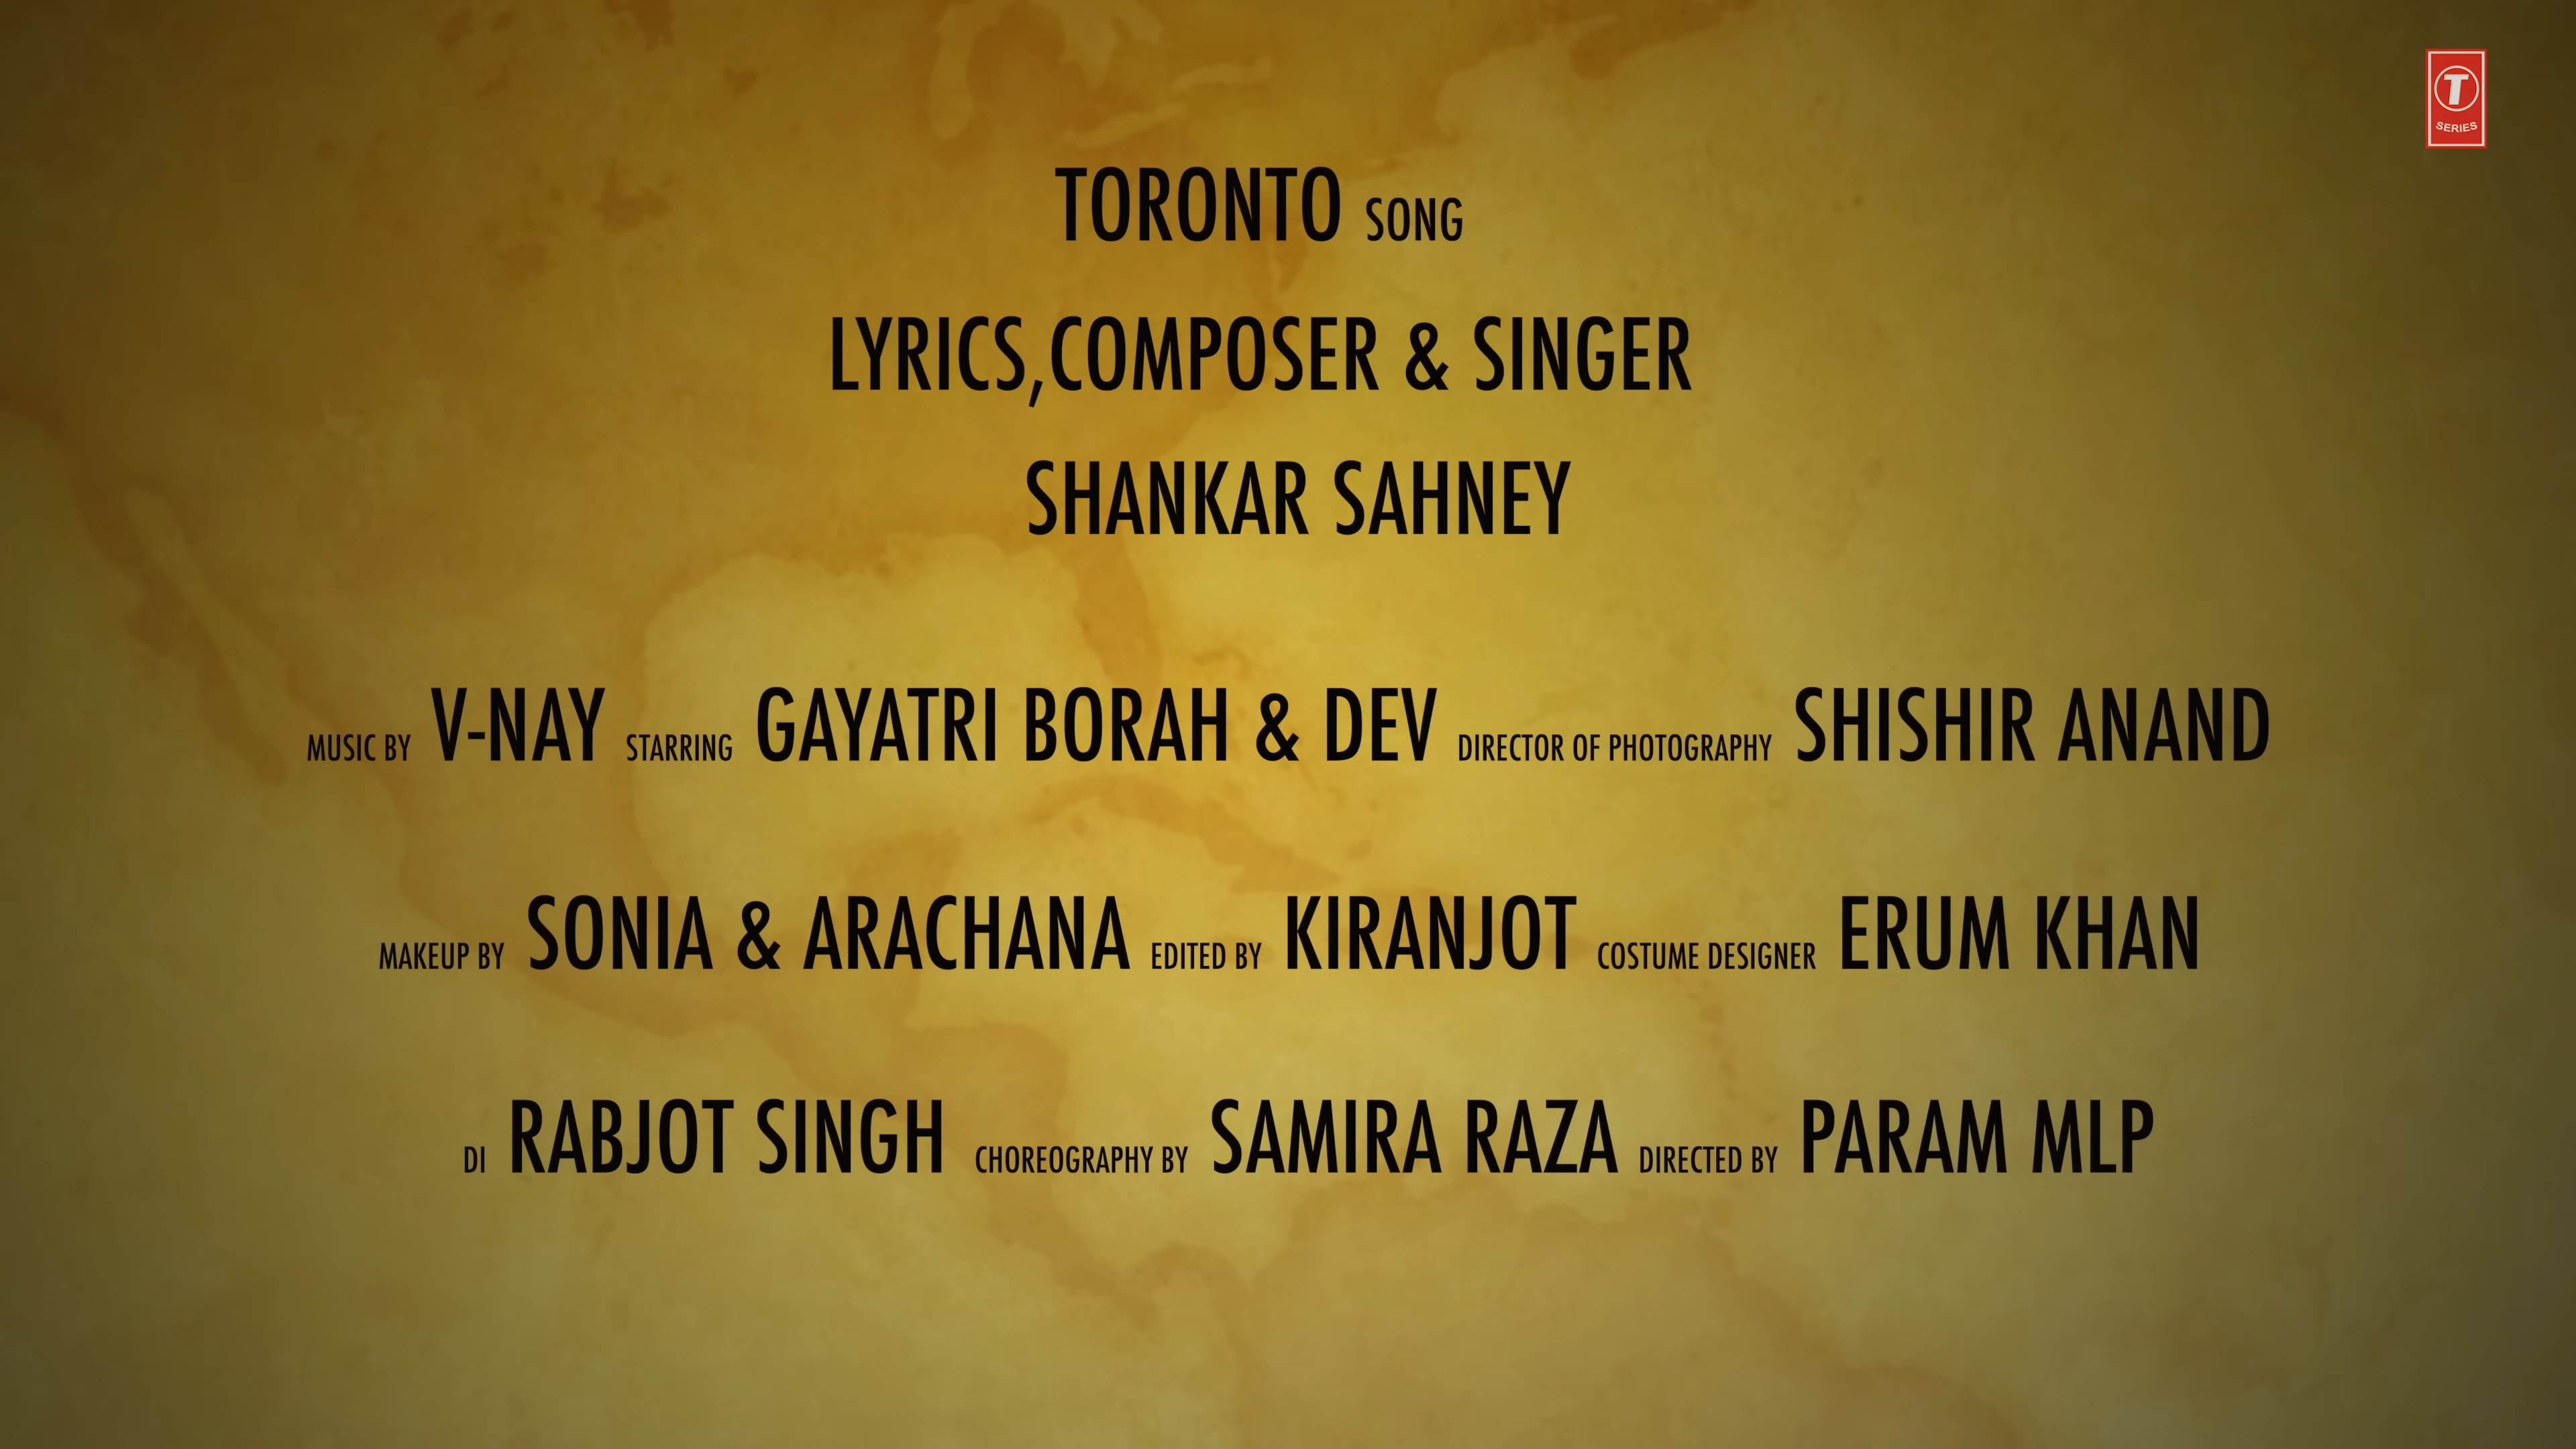 T
SERIES
TORONTO SONG
LYRICS,COMPOSER & SINGER
SHANKAR SAHNEY
MUSIC BY V-NAY STARRING GAYATRI BORAH & DEV DIRECTOR OF PHOTOGRAPHY SHISHIR ANAND
MAKEUP BY SONIA & ARACHANA EDITED BY KIRANJOT COSTUME DESIGNER ERUM KHAN
DI RABJOT SINGH CHOREOGRAPHY BY SAMIRA RAZA DIRECTED BY PARAM MLP